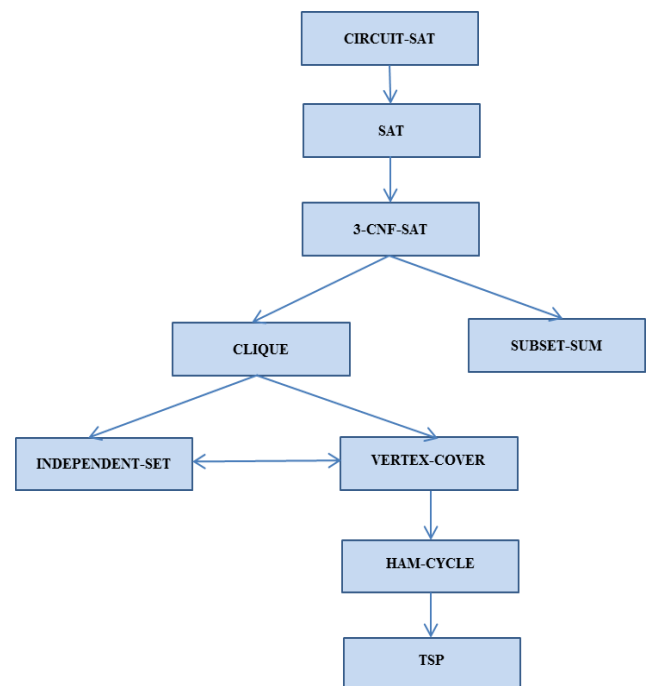 CIRCUIT-SAT
SAT
3-CNF-SAT
CLIQUE
SUBSET-SUM
INDEPENDENT-SET
VERTEX-COVER
HAM-CYCLE
TSP